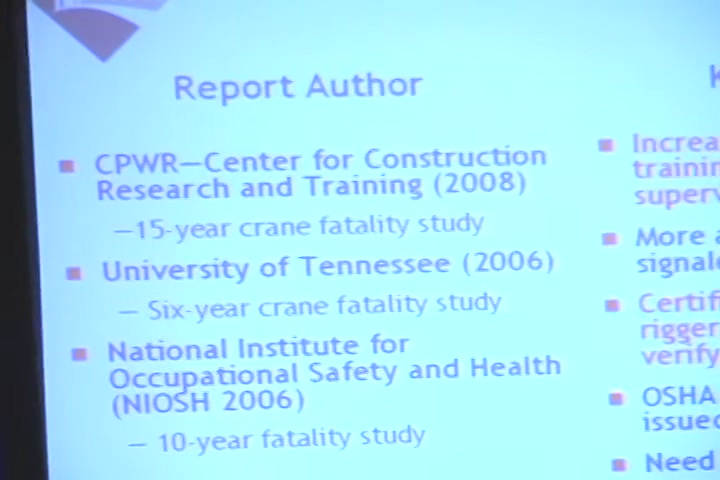 Report Author
CPWR—Center for Construction
Research and Training (2008)
—15-year crane fatality study
University of Tennessee (2006)
— Six-year crane fatality study
National Institute for
Occupational Safety and Health
(NIOSH 2006)
— 10-year fatality study
More
OSHA
issued
Need